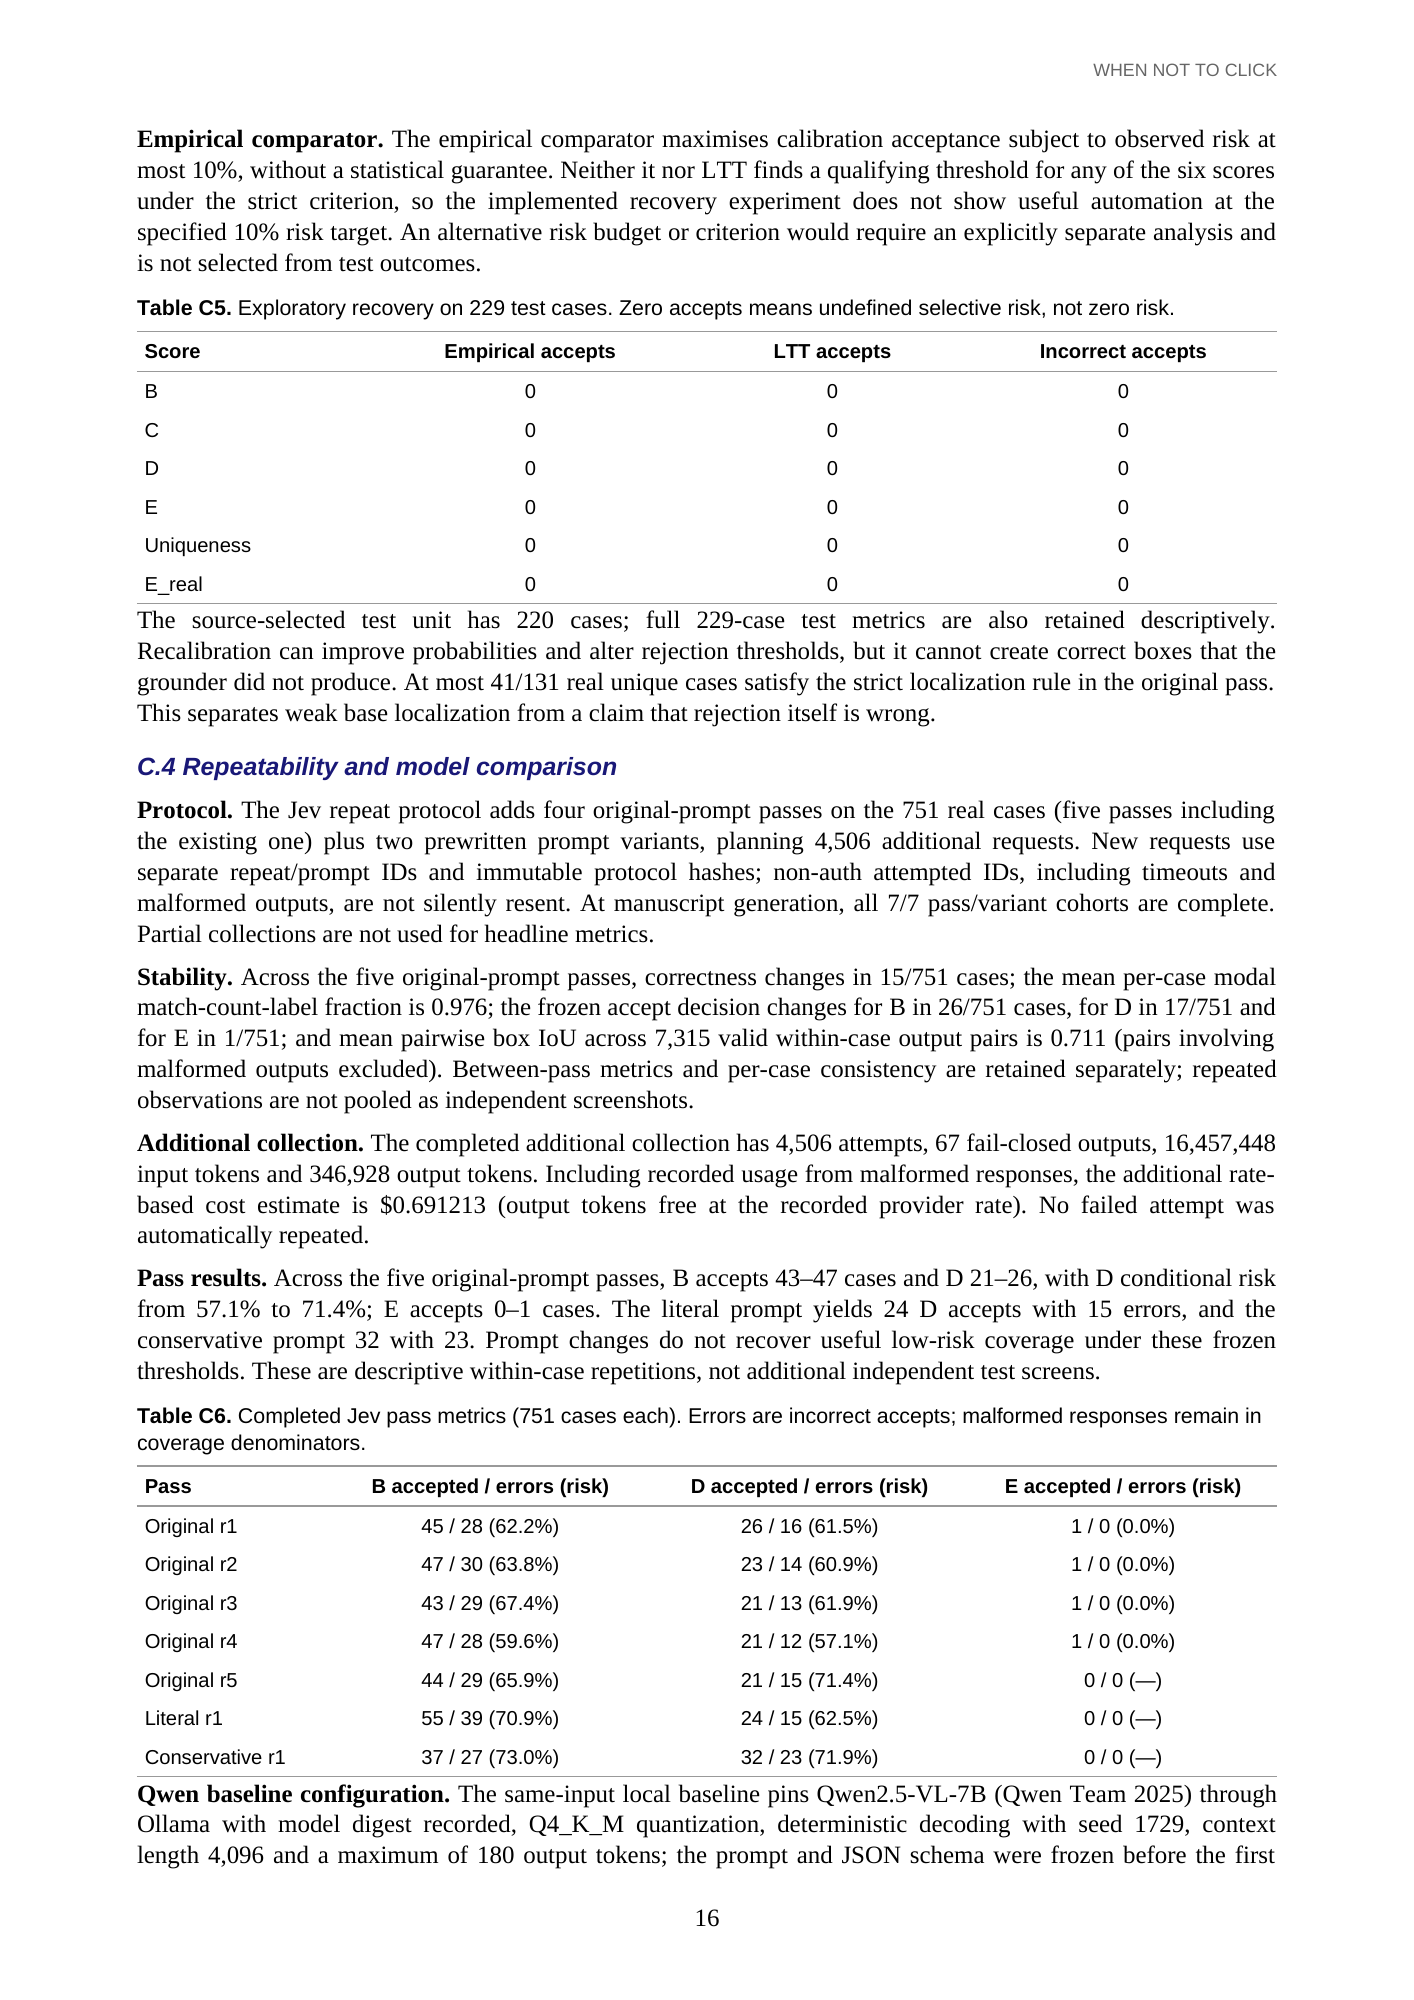 WHEN NOT TO CLICK
Empirical comparator. The empirical comparator maximises calibration acceptance subject to observed risk at
most 10%, without a statistical guarantee. Neither it nor LTT finds a qualifying threshold for any of the six scores
under the strict criterion, so the implemented recovery experiment does not show useful automation at the
specified 10% risk target. An alternative risk budget or criterion would require an explicitly separate analysis and
is not selected from test outcomes.
Table C5. Exploratory recovery on 229 test cases. Zero accepts means undefined selective risk, not zero risk.
Score Empirical accepts LTT accepts Incorrect accepts
B 0 0 0
C 0 0 0
D 0 0 0
E 0 0 0
Uniqueness 0 0 0
E_real 0 0 0
The source-selected test unit has 220 cases; full 229-case test metrics are also retained descriptively.
Recalibration can improve probabilities and alter rejection thresholds, but it cannot create correct boxes that the
grounder did not produce. At most 41/131 real unique cases satisfy the strict localization rule in the original pass.
This separates weak base localization from a claim that rejection itself is wrong.
C.4 Repeatability and model comparison
Protocol. The Jev repeat protocol adds four original-prompt passes on the 751 real cases (five passes including
the existing one) plus two prewritten prompt variants, planning 4,506 additional requests. New requests use
separate repeat/prompt IDs and immutable protocol hashes; non-auth attempted IDs, including timeouts and
malformed outputs, are not silently resent. At manuscript generation, all 7/7 pass/variant cohorts are complete.
Partial collections are not used for headline metrics.
Stability. Across the five original-prompt passes, correctness changes in 15/751 cases; the mean per-case modal
match-count-label fraction is 0.976; the frozen accept decision changes for B in 26/751 cases, for D in 17/751 and
for E in 1/751; and mean pairwise box IoU across 7,315 valid within-case output pairs is 0.711 (pairs involving
malformed outputs excluded). Between-pass metrics and per-case consistency are retained separately; repeated
observations are not pooled as independent screenshots.
Additional collection. The completed additional collection has 4,506 attempts, 67 fail-closed outputs, 16,457,448
input tokens and 346,928 output tokens. Including recorded usage from malformed responses, the additional rate-
based cost estimate is $0.691213 (output tokens free at the recorded provider rate). No failed attempt was
automatically repeated.
Pass results. Across the five original-prompt passes, B accepts 43–47 cases and D 21–26, with D conditional risk
from 57.1% to 71.4%; E accepts 0–1 cases. The literal prompt yields 24 D accepts with 15 errors, and the
conservative prompt 32 with 23. Prompt changes do not recover useful low-risk coverage under these frozen
thresholds. These are descriptive within-case repetitions, not additional independent test screens.
Table C6. Completed Jev pass metrics (751 cases each). Errors are incorrect accepts; malformed responses remain in
coverage denominators.
Pass B accepted / errors (risk) D accepted / errors (risk) E accepted / errors (risk)
Original r1 45 / 28 (62.2%) 26 / 16 (61.5%) 1 / 0 (0.0%)
Original r2 47 / 30 (63.8%) 23 / 14 (60.9%) 1 / 0 (0.0%)
Original r3 43 / 29 (67.4%) 21 / 13 (61.9%) 1 / 0 (0.0%)
Original r4 47 / 28 (59.6%) 21 / 12 (57.1%) 1 / 0 (0.0%)
Original r5 44 / 29 (65.9%) 21 / 15 (71.4%) 0 / 0 (—)
Literal r1 55 / 39 (70.9%) 24 / 15 (62.5%) 0 / 0 (—)
Conservative r1 37 / 27 (73.0%) 32 / 23 (71.9%) 0 / 0 (—)
Qwen baseline configuration. The same-input local baseline pins Qwen2.5-VL-7B (Qwen Team 2025) through
Ollama with model digest recorded, Q4_K_M quantization, deterministic decoding with seed 1729, context
length 4,096 and a maximum of 180 output tokens; the prompt and JSON schema were frozen before the first
16